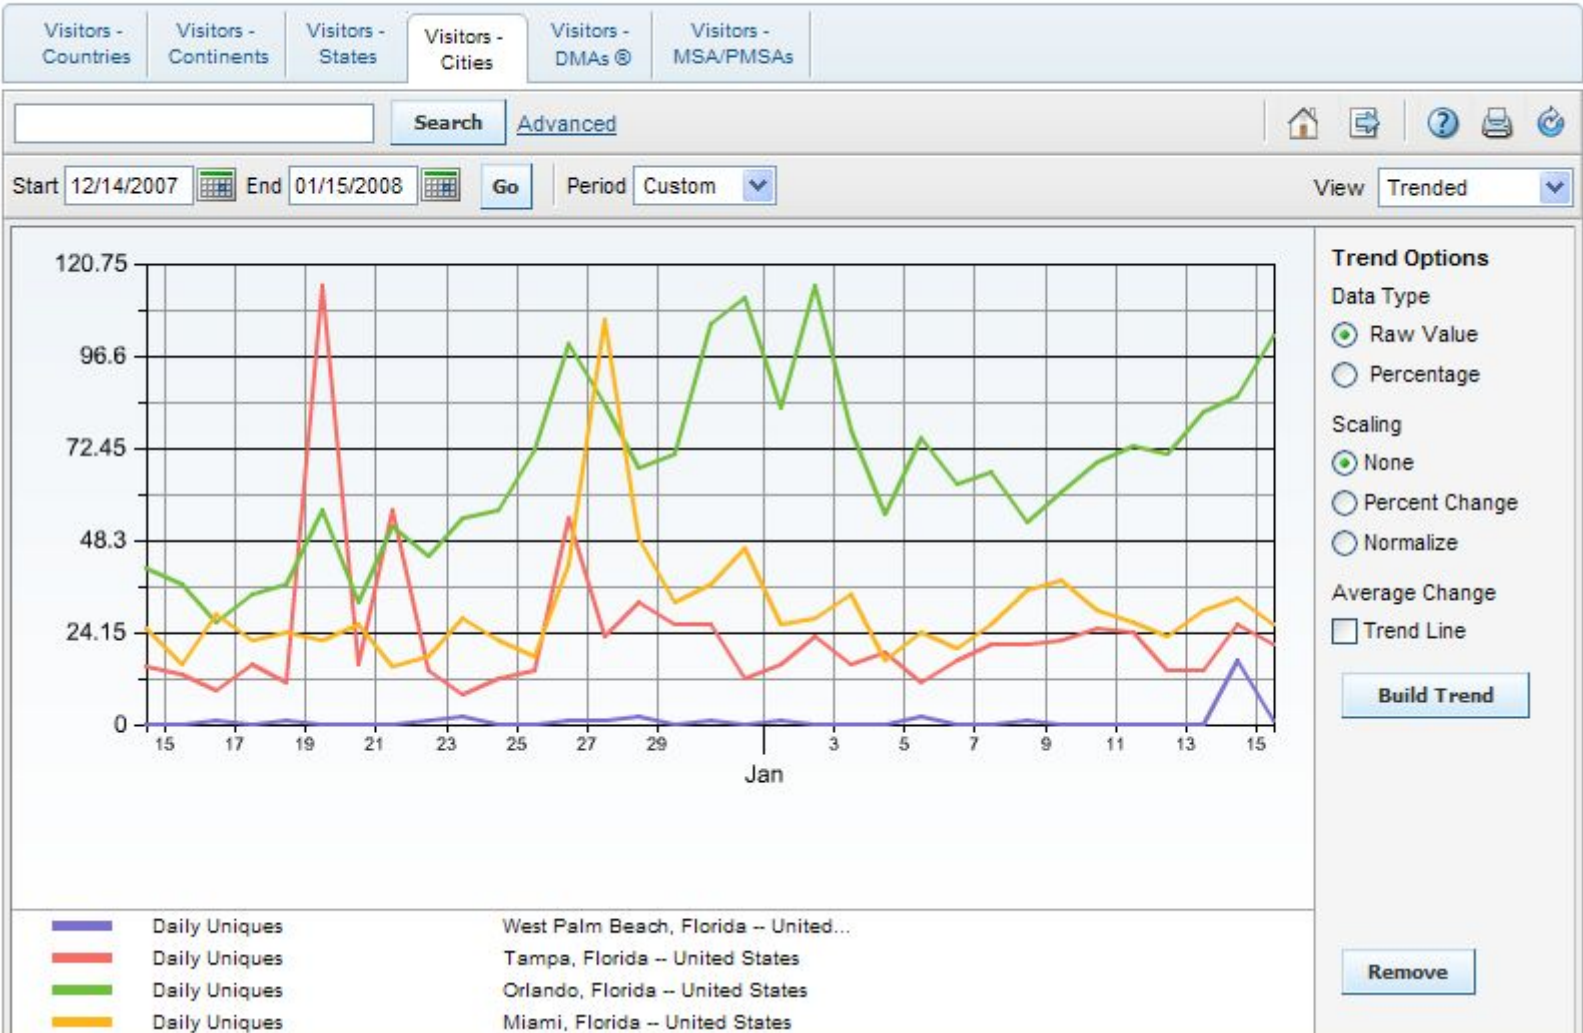 Visitors - Countries
Visitors - Continents
Visitors - States
Visitors - Cities
Visitors - DMAs ®
Visitors - MSA/PMSAs
Search Advanced
Start 12/14/2007 End 01/15/2008 Go Period Custom View Trended
120.75
96.6
72.45
48.3
24.15
0
15 17 19 21 23 25 27 29 3 5 7 9 11 13 15
Jan
Trend Options
Data Type
Raw Value
Percentage
Scaling
None
Percent Change
Normalize
Average Change
Trend Line
Build Trend
Remove
Daily Uniques West Palm Beach, Florida -- United...
Daily Uniques Tampa, Florida -- United States
Daily Uniques Orlando, Florida -- United States
Daily Uniques Miami, Florida -- United States